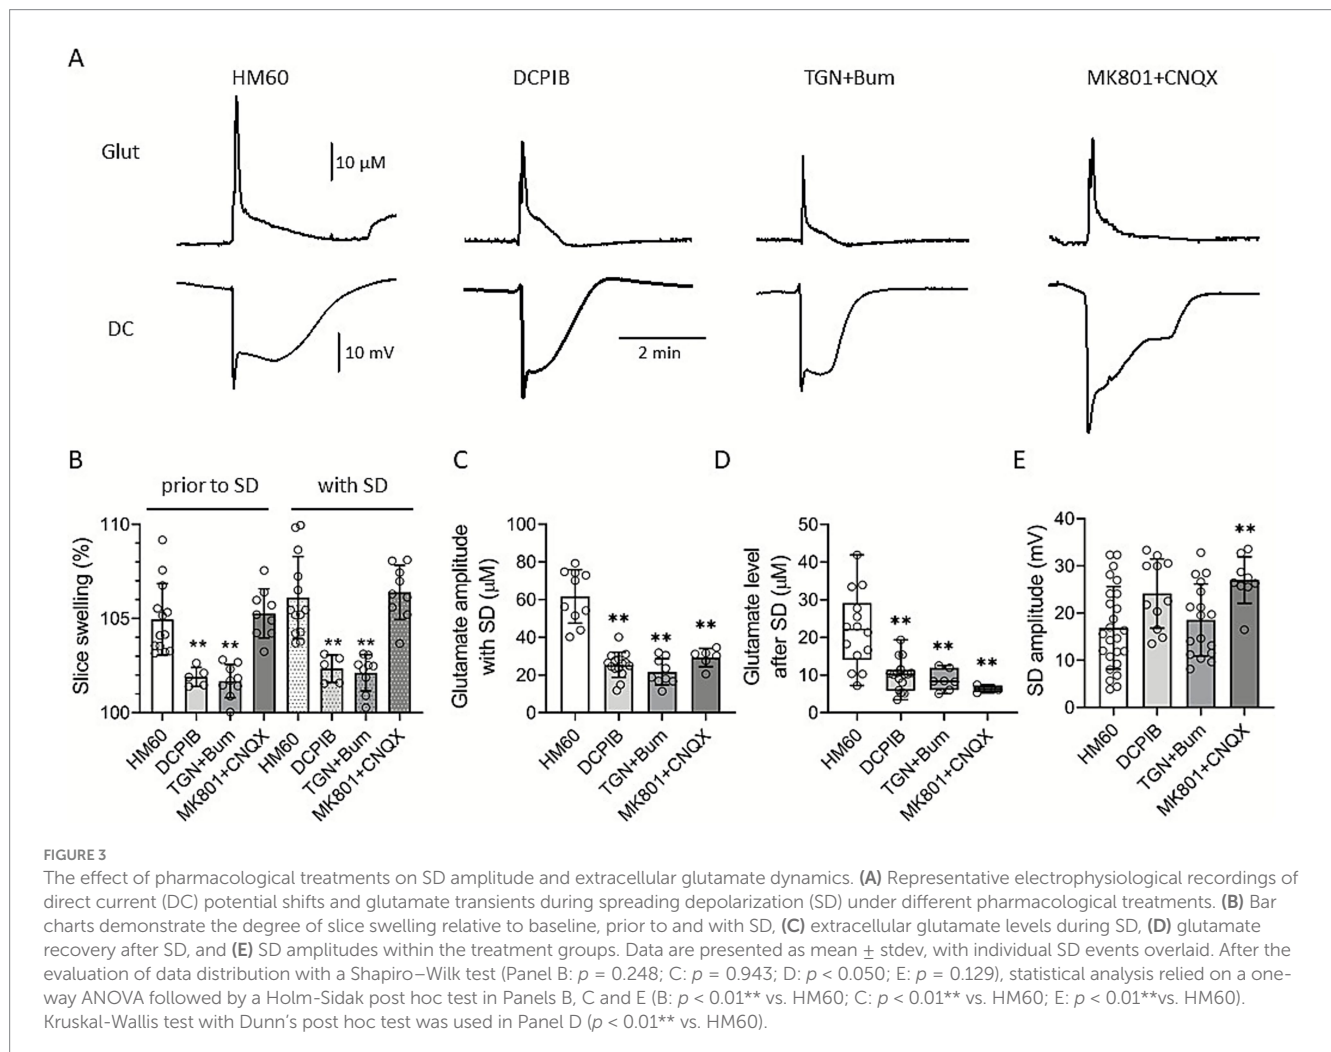 A
HM60
DCPIB
TGN+Bum
MK801+CNQX
Glut
10 µM
DC
10 mV
2 min
B
prior to SD
with SD
Slice swelling (%)
110
105
100
** ** ** **
HM60
DCPIB
TGN+Bum
MK801+CNQX
HM60
DCPIB
TGN+Bum
MK801+CNQX
C
Glutamate amplitude
with SD (µM)
100
80
60
40
20
0
** ** **
HM60
DCPIB
TGN+Bum
MK801+CNQX
D
Glutamate level
after SD (µM)
50
40
30
20
10
0
** ** **
HM60
DCPIB
TGN+Bum
MK801+CNQX
E
SD amplitude (mV)
40
30
20
10
0
**
HM60
DCPIB
TGN+Bum
MK801+CNQX
FIGURE 3
The effect of pharmacological treatments on SD amplitude and extracellular glutamate dynamics. (A) Representative electrophysiological recordings of
direct current (DC) potential shifts and glutamate transients during spreading depolarization (SD) under different pharmacological treatments. (B) Bar
charts demonstrate the degree of slice swelling relative to baseline, prior to and with SD, (C) extracellular glutamate levels during SD, (D) glutamate
recovery after SD, and (E) SD amplitudes within the treatment groups. Data are presented as mean ± stdev, with individual SD events overlaid. After the
evaluation of data distribution with a Shapiro–Wilk test (Panel B: p = 0.248; C: p = 0.943; D: p < 0.050; E: p = 0.129), statistical analysis relied on a one-
way ANOVA followed by a Holm-Sidak post hoc test in Panels B, C and E (B: p < 0.01** vs. HM60; C: p < 0.01** vs. HM60; E: p < 0.01**vs. HM60).
Kruskal-Wallis test with Dunn's post hoc test was used in Panel D (p < 0.01** vs. HM60).